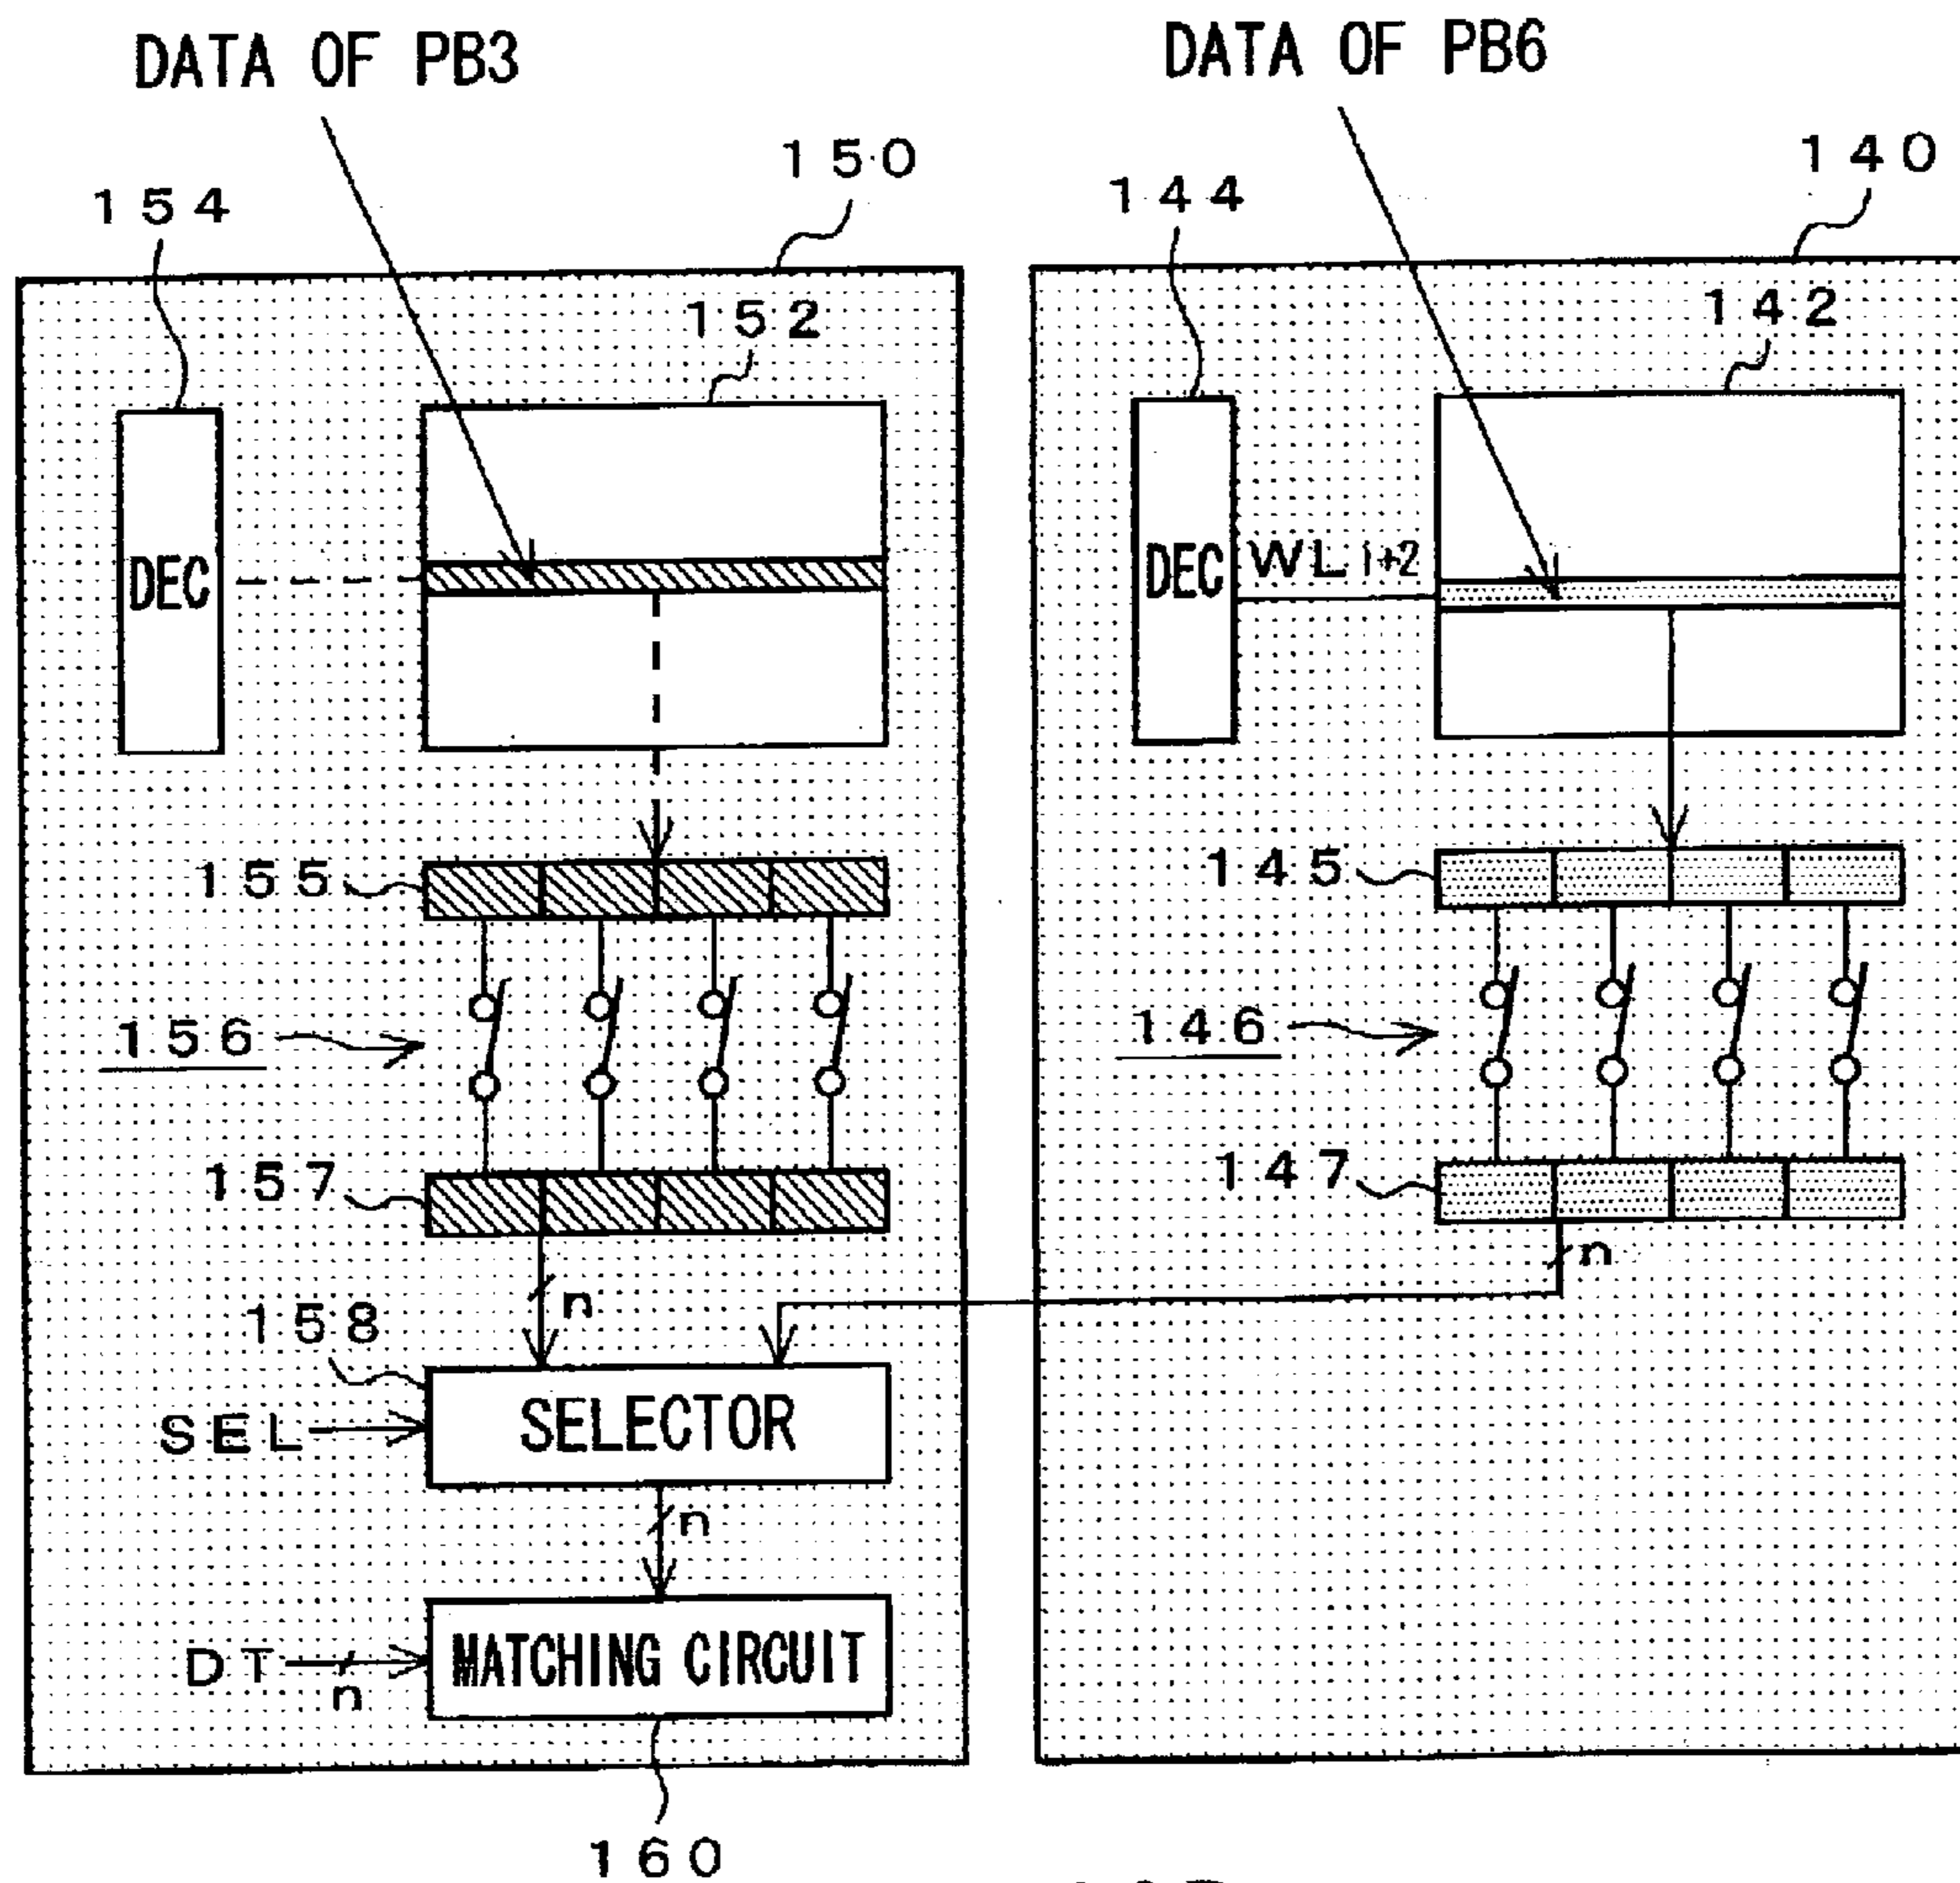 DATA OF PB3
DATA OF PB6
150
140
154
144
152
142
DEC
DEC
WL i+2
155
145
156
146
157
147
n
n
158
SELECTOR
SEL
n
MATCHING CIRCUIT
DT
n
160